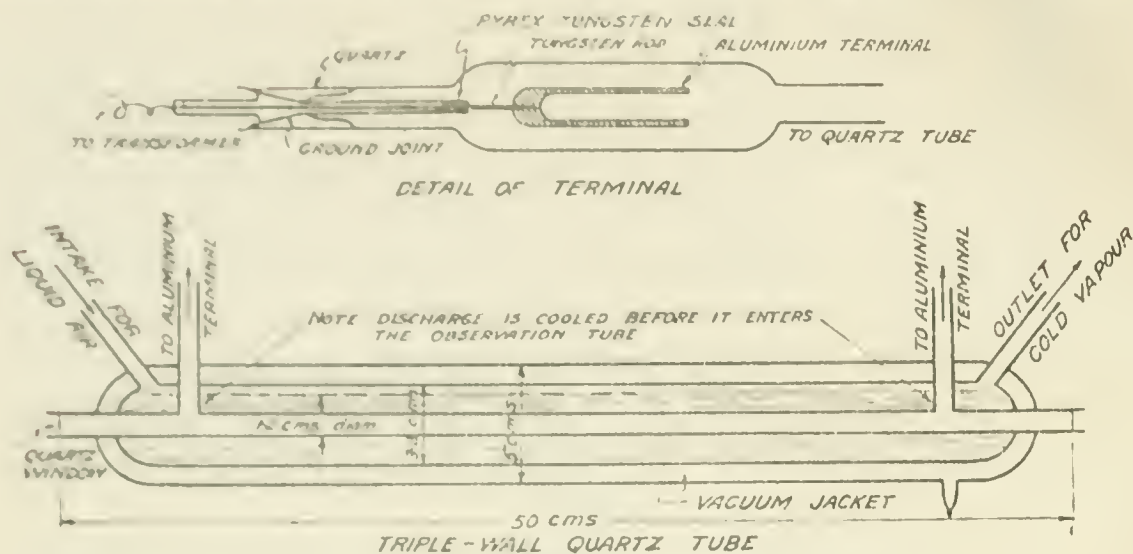 PYREX TUNGSTEN SEAL
TUNGSTEN ROD
ALUMINIUM TERMINAL
QUARTZ
TO TRANSFORMER
GROUND JOINT
TO QUARTZ TUBE
DETAIL OF TERMINAL
INTAKE FOR
LIQUID AIR
TO ALUMINIUM
TERMINAL
TO ALUMINIUM
TERMINAL
OUTLET FOR
COLD VAPOUR
NOTE DISCHARGE IS COOLED BEFORE IT ENTERS
THE OBSERVATION TUBE
cms diam
5 cms
QUARTZ
WINDOW
VACUUM JACKET
50 cms
TRIPLE-WALL QUARTZ TUBE